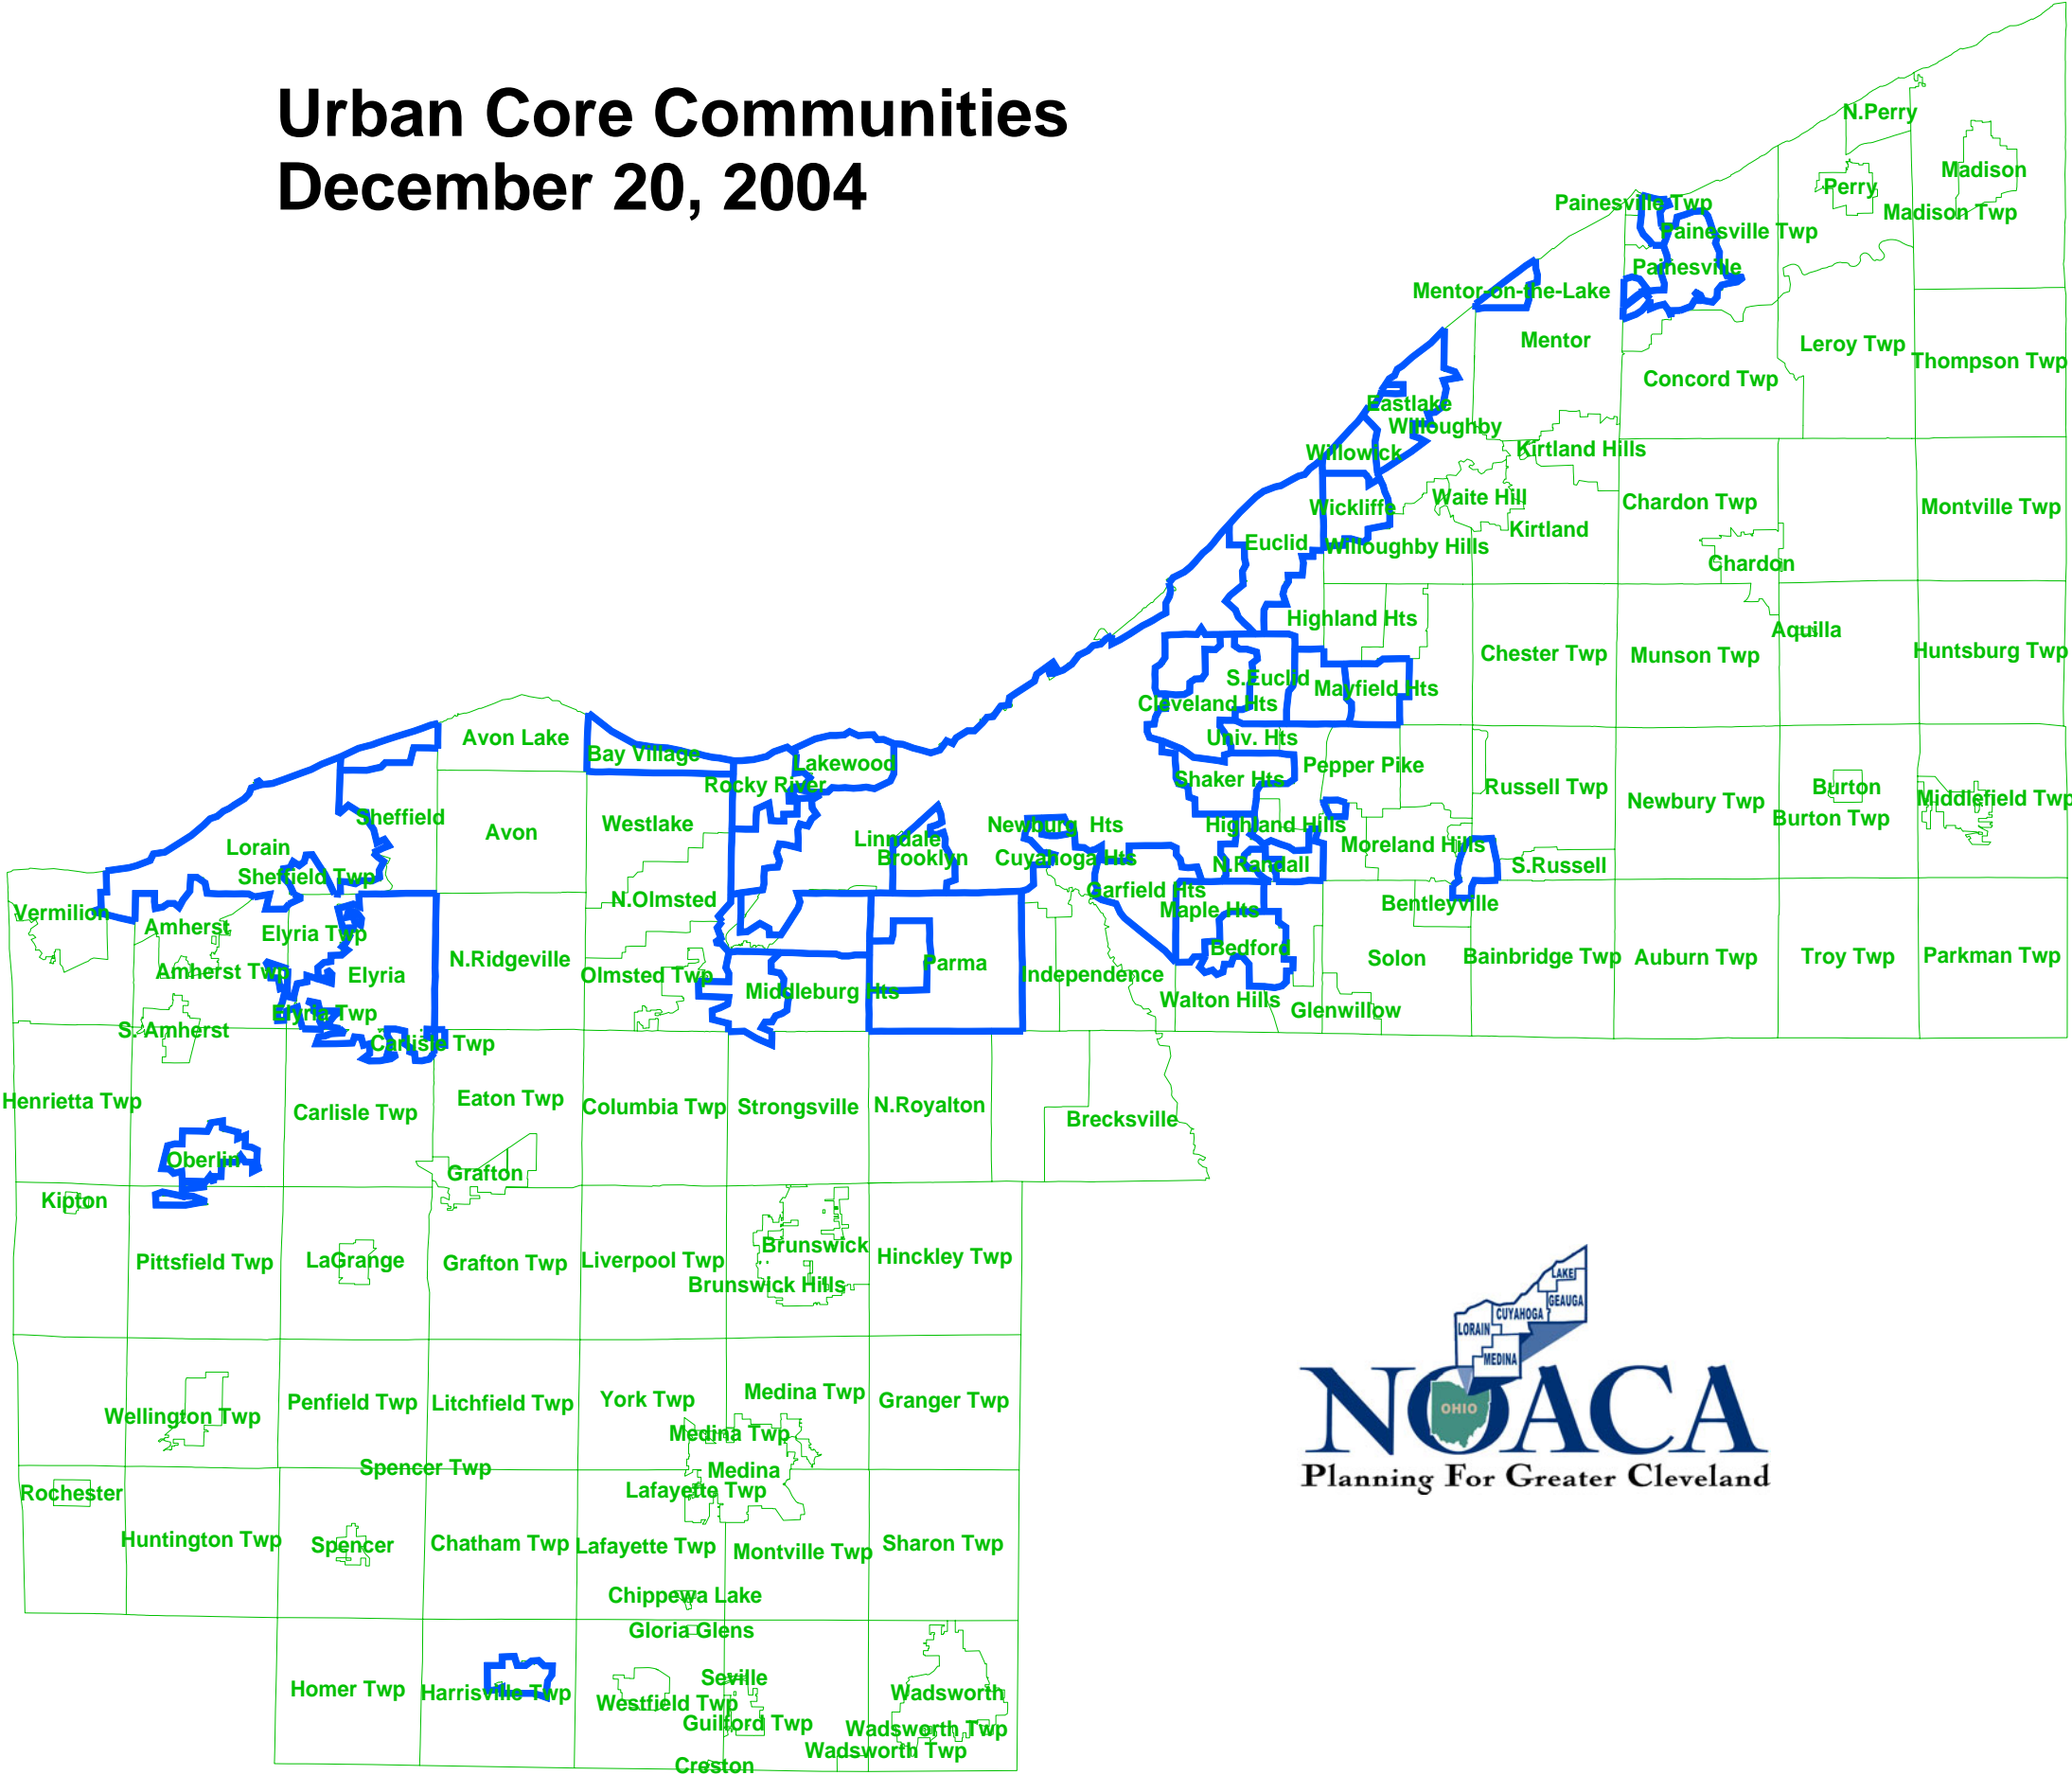 Urban Core Communities
December 20, 2004
N.Perry
Madison
Perry
Painesville Twp
Madison Twp
Painesville Twp
Painesville
Mentor-on-the-Lake
Mentor
Leroy Twp
Thompson Twp
Concord Twp
Eastlake
Willoughby
Willowick
Kirtland Hills
Waite Hill
Chardon Twp
Montville Twp
Wickliffe
Kirtland
Euclid
Willoughby Hills
Chardon
Highland Hts
Aquilla
Chester Twp
Munson Twp
Huntsburg Twp
S.Euclid
Mayfield Hts
Cleveland Hts
Avon Lake
Univ. Hts
Bay Village
Lakewood
Pepper Pike
Shaker Hts
Rocky River
Russell Twp
Newbury Twp
Burton
Middlefield Twp
Sheffield
Burton Twp
Westlake
Newburg Hts
Highland Hills
Avon
Linndale
Moreland Hills
Lorain
Brooklyn
Cuyahoga Hts
N.Randall
S.Russell
Sheffield Twp
Garfield Hts
N.Olmsted
Bentleyville
Maple Hts
Vermilion
Amherst
Elyria Twp
Bedford
N.Ridgeville
Parma
Solon
Bainbridge Twp
Auburn Twp
Troy Twp
Parkman Twp
Amherst Twp
Elyria
Olmsted Twp
Independence
Middleburg Hts
Walton Hills
Elyria Twp
Glenwillow
S. Amherst
Carlisle Twp
Henrietta Twp
Carlisle Twp
Eaton Twp
Columbia Twp
Strongsville
N.Royalton
Brecksville
Oberlin
Grafton
Kipton
Brunswick
Pittsfield Twp
LaGrange
Grafton Twp
Liverpool Twp
Hinckley Twp
Brunswick Hills
LAKE
GEAUGA
CUYAHOGA
LORAIN
MEDINA
NOACA
OHIO
Planning For Greater Cleveland
Wellington Twp
Penfield Twp
Litchfield Twp
York Twp
Medina Twp
Granger Twp
Medina Twp
Spencer Twp
Medina
Rochester
Lafayette Twp
Huntington Twp
Spencer
Chatham Twp
Lafayette Twp
Montville Twp
Sharon Twp
Chippewa Lake
Gloria Glens
Seville
Homer Twp
Harrisville Twp
Westfield Twp
Wadsworth
Guilford Twp
Wadsworth Twp
Wadsworth Twp
Creston